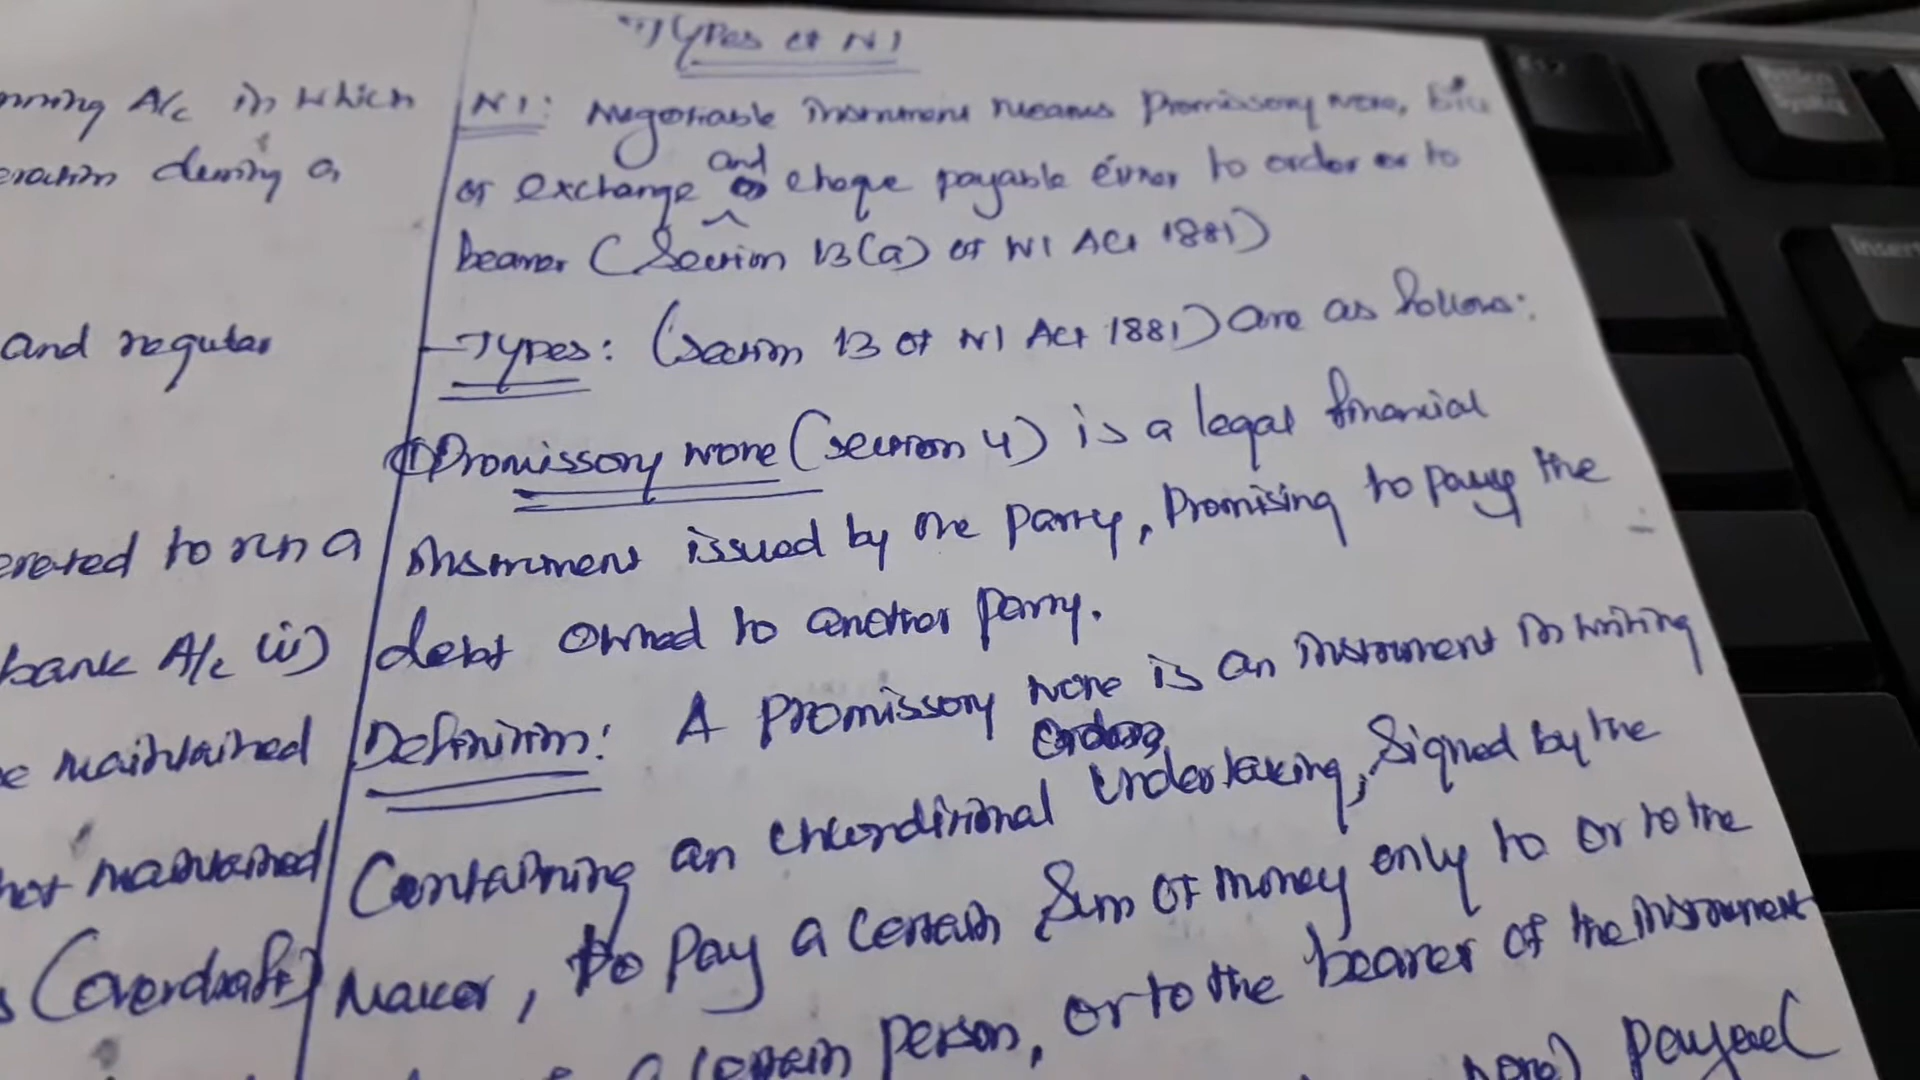 Types of NI
NI: Negotiable Instrument means Promissory note, Bill
of exchange and cheque payable either to order or to
bearer (Section 13(a) of NI Act 1881)
Types: (section 13 of NI Act 1881) are as follows:
① Promissory note (section 4) is a legal financial
instrument issued by one party, promising to pay the
debt owned to another party.
Definition: A promissory note is an instrument in writing
Containing an unconditional undertaking, signed by the
Maker, to pay a certain sum of money only to or to the
a certain person, or to the bearer of the instrument
note) payee(
A/c in which
during a
and regular
to run a
bank A/c (ii)
maintained
not maintained
(overdraft)
Insert